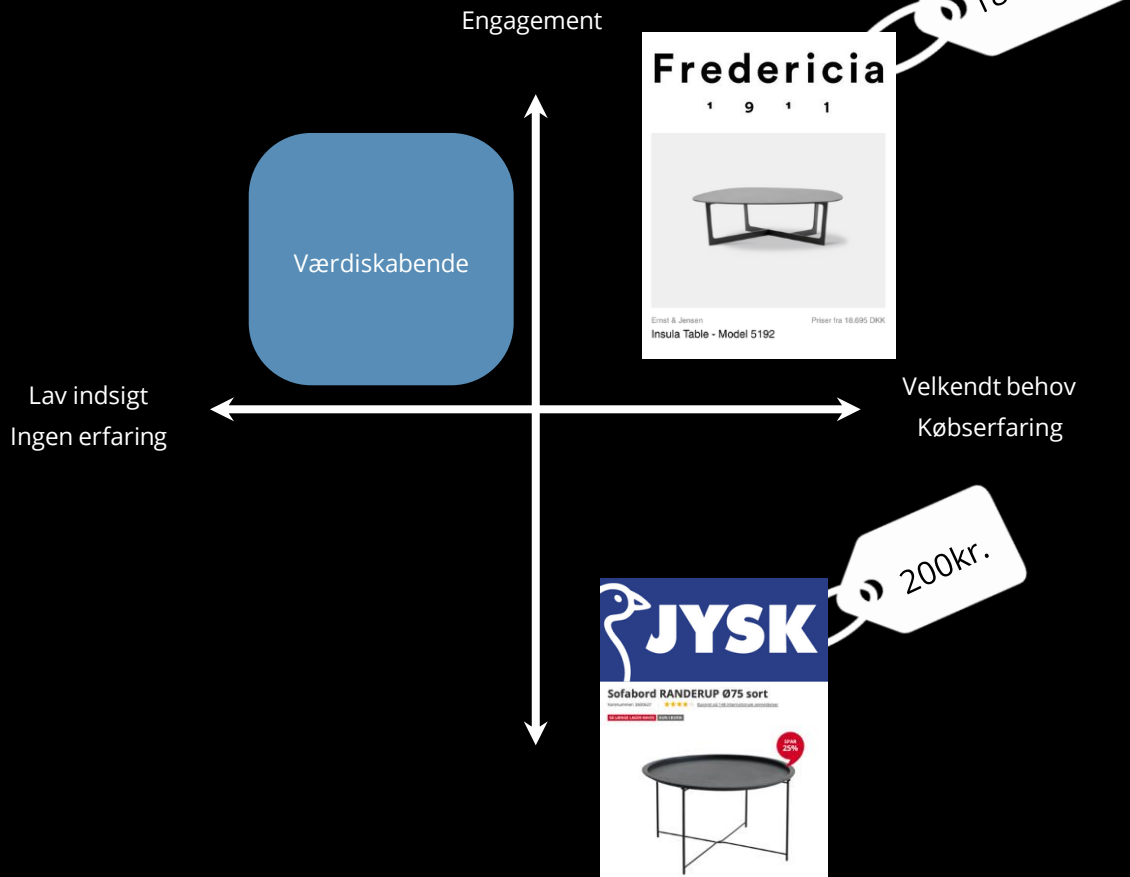 Engagement
Fredericia
1 9 1 1
Ernst & Jensen
Priser fra 18.695 DKK
Insula Table - Model 5192
Værdiskabende
Lav indsigt
Ingen erfaring
Velkendt behov
Købserfaring
200kr.
JYSK
Sofabord RANDERUP Ø75 sort
SPAR
25%